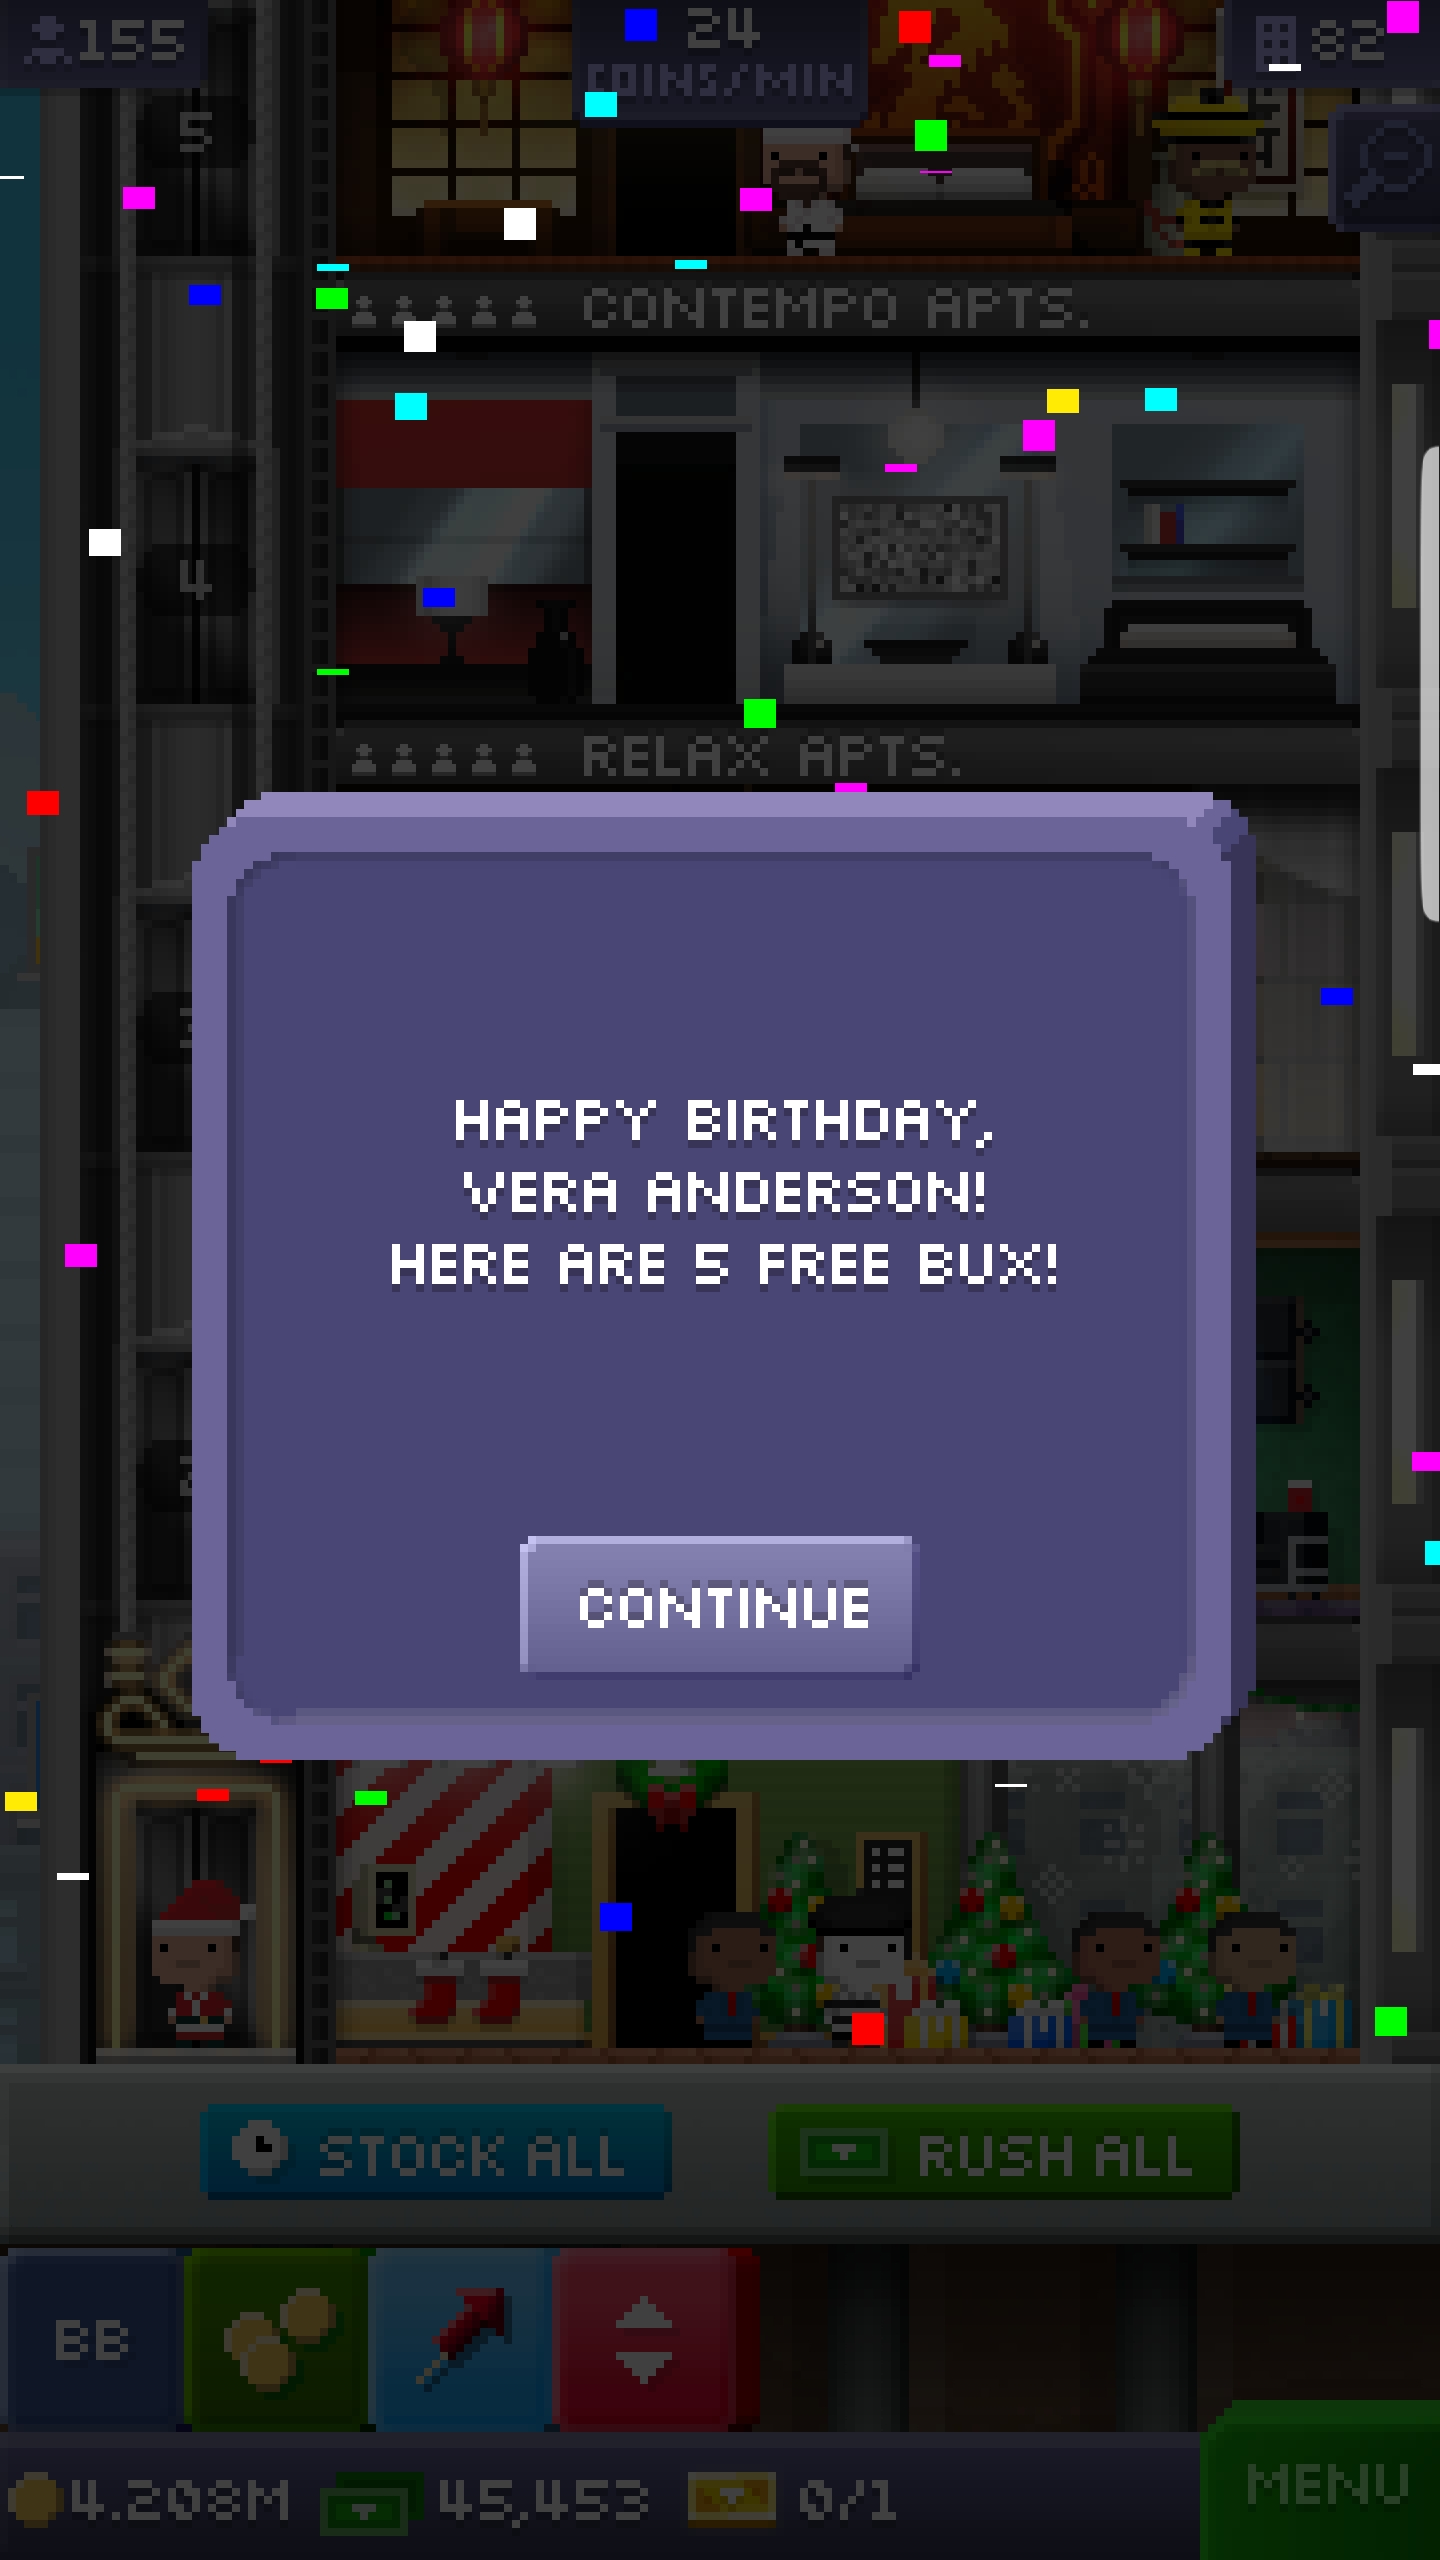 155
24
COINS/MIN
82
5
CONTEMPO APTS.
4
RELAX APTS.
HAPPY BIRTHDAY,
VERA ANDERSON!
HERE ARE 5 FREE BUX!
CONTINUE
STOCK ALL
RUSH ALL
BB
4.208M
45,453
0/1
MENU